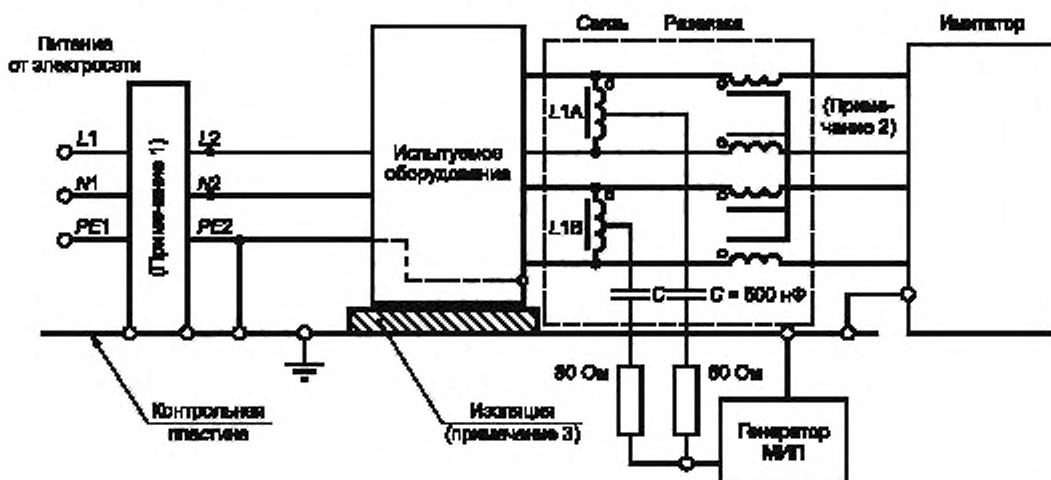 Питание
от электросети
L1
N1
PE1
(Примечание 1)
L2
N2
PE2
Испытуемое
оборудование
Связь
Развязка
L1A
L1B
(Приме-
чание 2)
Имитатор
C
C = 500 нФ
80 Ом
80 Ом
Генератор
МИП
Контрольная
пластина
Изоляция
(примечание 3)